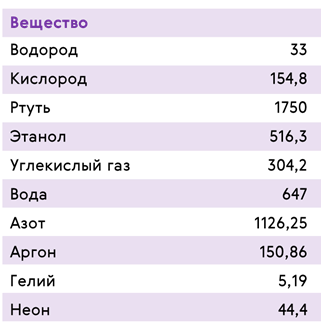 Вещество
Водород 33
Кислород 154,8
Ртуть 1750
Этанол 516,3
Углекислый газ 304,2
Вода 647
Азот 1126,25
Аргон 150,86
Гелий 5,19
Неон 44,4